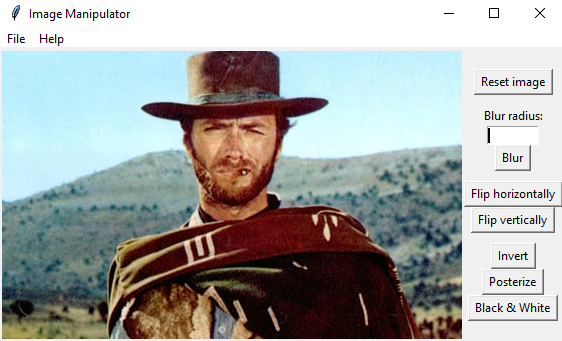 Image Manipulator
File Help
Reset image
Blur radius:
Blur
Flip horizontally
Flip vertically
Invert
Posterize
Black & White